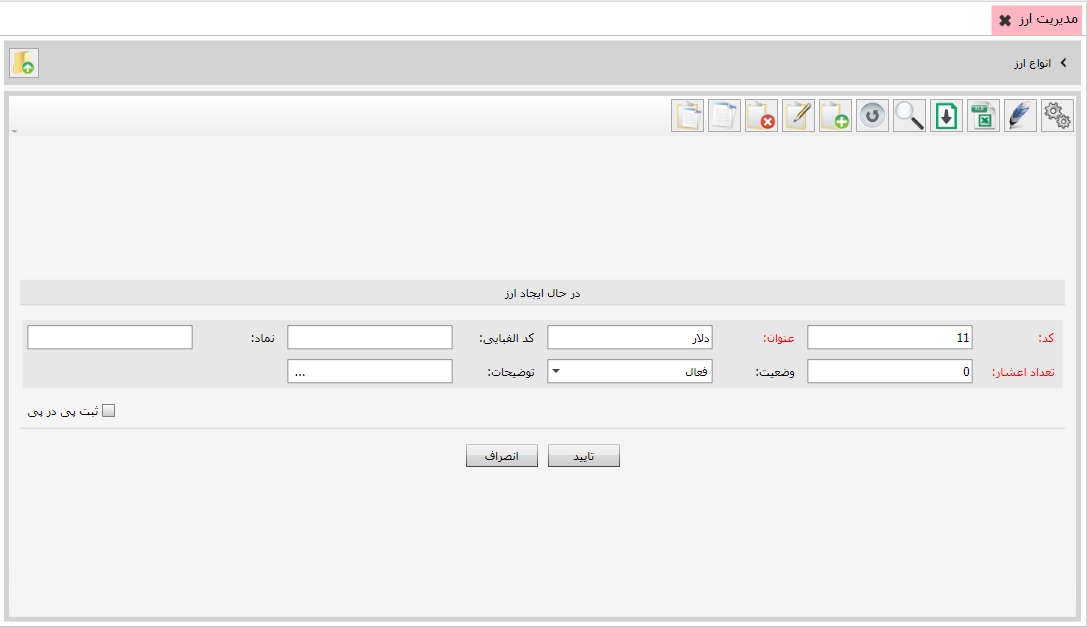 مدیریت ارز
انواع ارز
در حال ایجاد ارز
کد: 11 عنوان: دلار کد الفبایی: نماد:
تعداد اعشار: 0 وضعیت: فعال توضیحات: ...
ثبت پی در پی
تایید انصراف